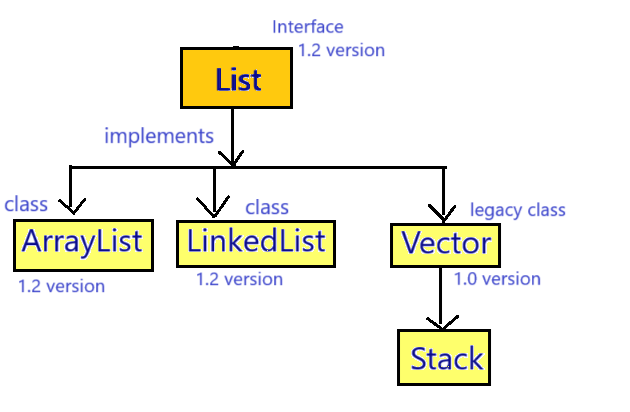 Interface
1.2 version
List
implements
class
class
legacy class
ArrayList
LinkedList
Vector
1.2 version
1.2 version
1.0 version
Stack